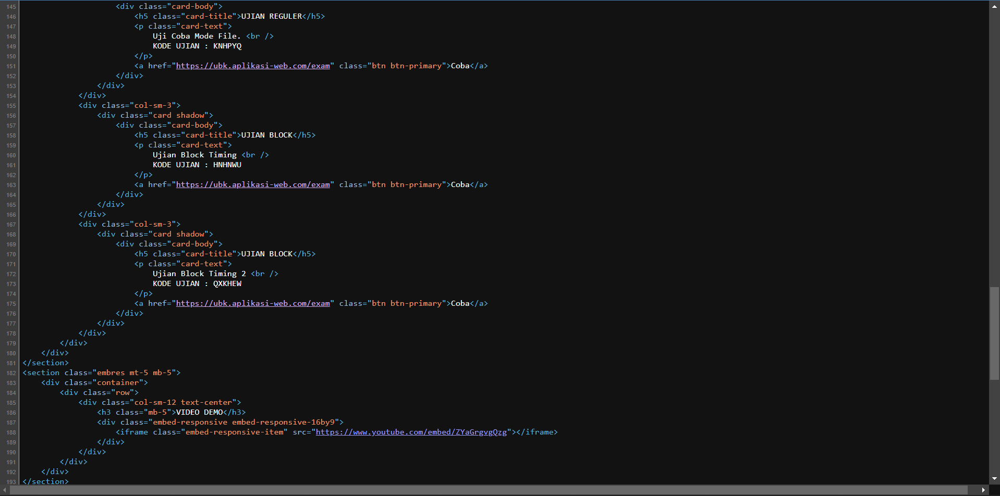 145 <div class="card-body">
146 <h5 class="card-title">UJIAN REGULER</h5>
147 <p class="card-text">
148 Uji Coba Mode File. <br />
149 KODE UJIAN : KNHPYQ
150 </p>
151 <a href="https://ubk.aplikasi-web.com/exam" class="btn btn-primary">Coba</a>
152 </div>
153 </div>
154 </div>
155 <div class="col-sm-3">
156 <div class="card shadow">
157 <div class="card-body">
158 <h5 class="card-title">UJIAN BLOCK</h5>
159 <p class="card-text">
160 Ujian Block Timing <br />
161 KODE UJIAN : HNHNWU
162 </p>
163 <a href="https://ubk.aplikasi-web.com/exam" class="btn btn-primary">Coba</a>
164 </div>
165 </div>
166 </div>
167 <div class="col-sm-3">
168 <div class="card shadow">
169 <div class="card-body">
170 <h5 class="card-title">UJIAN BLOCK</h5>
171 <p class="card-text">
172 Ujian Block Timing 2 <br />
173 KODE UJIAN : QXKHEW
174 </p>
175 <a href="https://ubk.aplikasi-web.com/exam" class="btn btn-primary">Coba</a>
176 </div>
177 </div>
178 </div>
179 </div>
180 </div>
181 </section>
182 <section class="embres mt-5 mb-5">
183 <div class="container">
184 <div class="row">
185 <div class="col-sm-12 text-center">
186 <h3 class="mb-5">VIDEO DEMO</h3>
187 <div class="embed-responsive embed-responsive-16by9">
188 <iframe class="embed-responsive-item" src="https://www.youtube.com/embed/ZYaGrgvgQzg"></iframe>
189 </div>
190 </div>
191 </div>
192 </div>
193 </section>